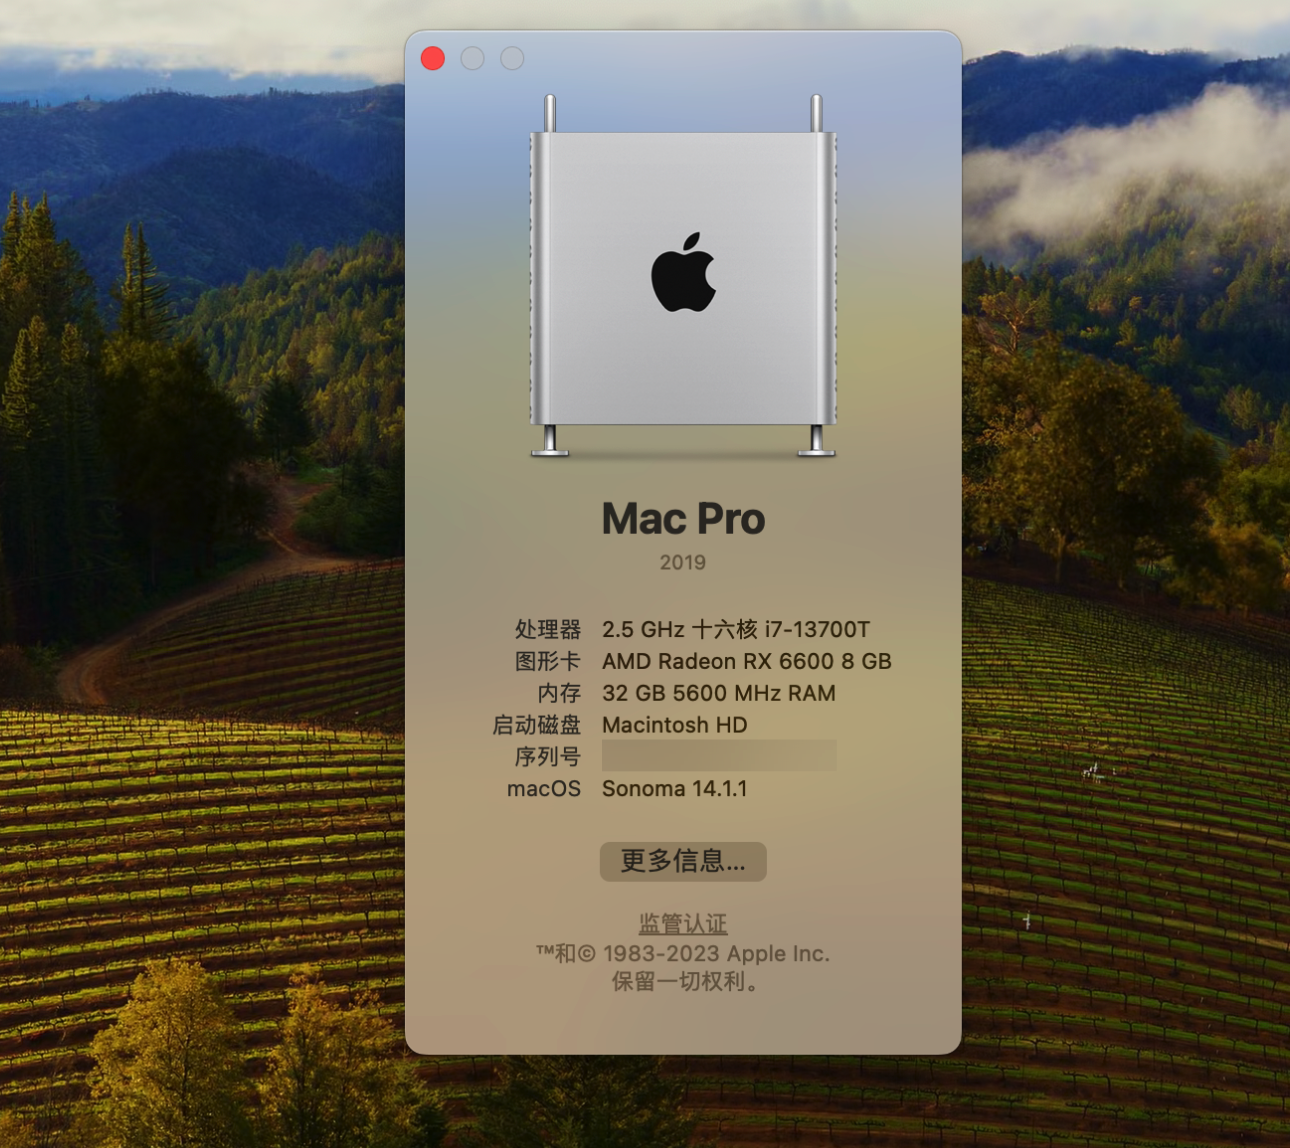 Mac Pro
2019
处理器 2.5 GHz 十六核 i7-13700T
图形卡 AMD Radeon RX 6600 8 GB
内存 32 GB 5600 MHz RAM
启动磁盘 Macintosh HD
序列号
macOS Sonoma 14.1.1
更多信息...
监管认证
™和© 1983-2023 Apple Inc.
保留一切权利。